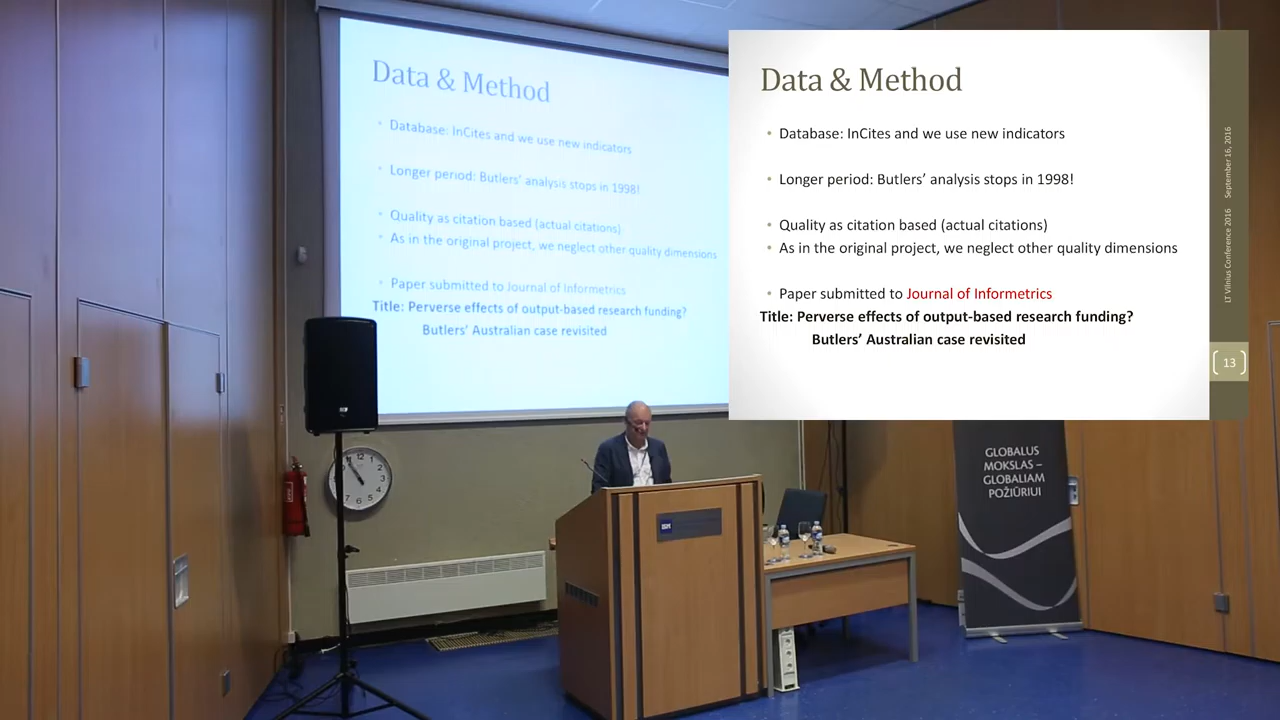 Data & Method
• Database: InCites and we use new indicators
• Longer period: Butlers’ analysis stops in 1998!
• Quality as citation based (actual citations)
• As in the original project, we neglect other quality dimensions
• Paper submitted to Journal of Informetrics
Title: Perverse effects of output-based research funding?
Butlers’ Australian case revisited
Data & Method
• Database: InCites and we use new indicators
• Longer period: Butlers’ analysis stops in 1998!
• Quality as citation based (actual citations)
• As in the original project, we neglect other quality dimensions
• Paper submitted to Journal of Informetrics
Title: Perverse effects of output-based research funding?
Butlers’ Australian case revisited
LT Vilnius Conference 2016 September 16, 2016
13
GLOBALUS
MOKSLAS –
GLOBALIAM
POŽIŪRIUI
ISM